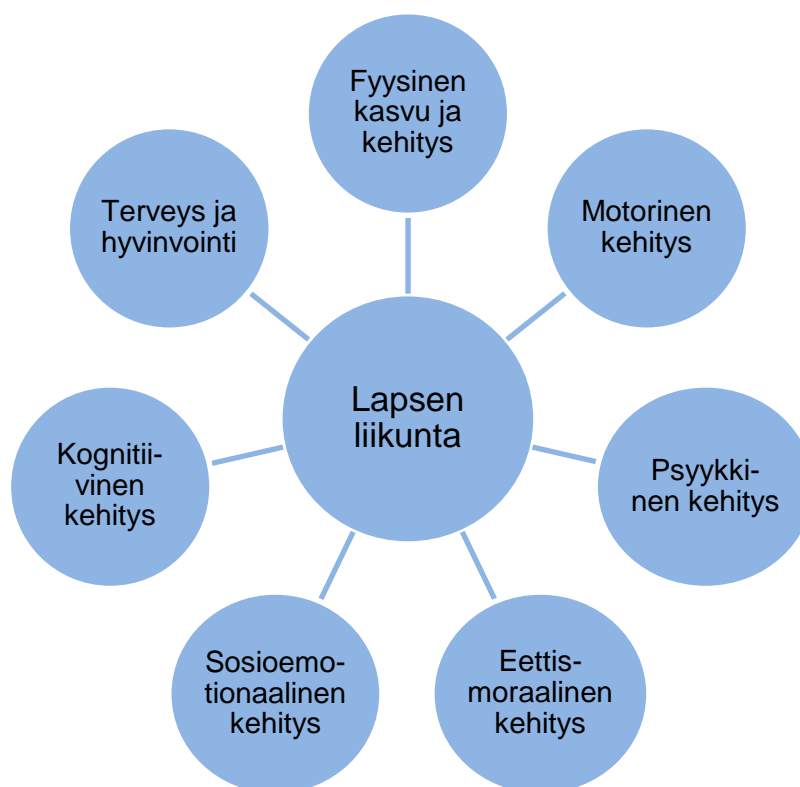 Fyysinen
kasvu ja
kehitys
Terveys ja
hyvinvointi
Motorinen
kehitys
Lapsen
liikunta
Kognitii-
vinen
kehitys
Psyykki-
nen kehitys
Sosioemo-
tionaalinen
kehitys
Eettis-
moraalinen
kehitys